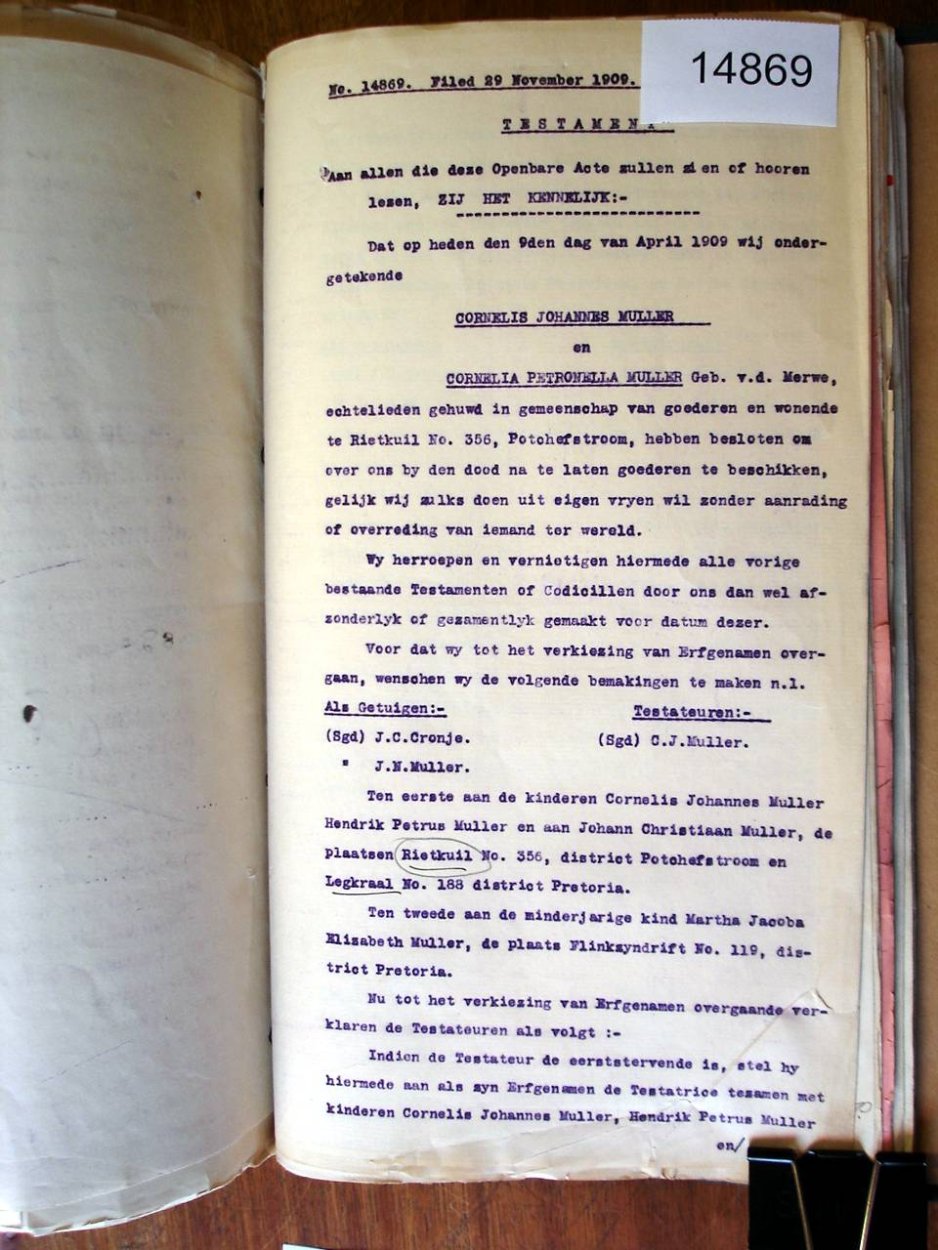 14869
No. 14869. Filed 29 November 1909.
TESTAMENT
Aan allen die deze Openbare Acte zullen zien of hooren
lezen, ZIJ HET KENNELIJK:-
Dat op heden den 9den dag van April 1909 wij onder-
getekende
CORNELIS JOHANNES MULLER
en
CORNELIA PETRONELLA MULLER Geb. v.d. Merwe,
echtelieden gehuwd in gemeenschap van goederen en wonende
te Rietkuil No. 356, Potchefstroom, hebben besloten om
over ons by den dood na te laten goederen te beschikken,
gelijk wij zulks doen uit eigen vryen wil zonder aanrading
of overreding van iemand ter wereld.
Wy herroepen en vernietigen hiermede alle vorige
bestaande Testamenten of Codicillen door ons dan wel af-
zonderlyk of gezamentlyk gemaakt voor datum dezer.
Voor dat wy tot het verkiezing van Erfgenamen over-
gaan, wenschen wy de volgende bemakingen te maken n.l.
Als Getuigen:- Testateuren:-
(Sgd) J.C.Cronje. (Sgd) C.J.Muller.
" J.N.Muller.
Ten eerste aan de kinderen Cornelis Johannes Muller
Hendrik Petrus Muller en aan Johann Christiaan Muller, de
plaatsen Rietkuil No. 356, district Potchefstroom en
Legkraal No. 188 district Pretoria.
Ten tweede aan de minderjarige kind Martha Jacoba
Elizabeth Muller, de plaats Flinkzyndrift No. 119, dis-
trict Pretoria.
Nu tot het verkiezing van Erfgenamen overgaande ver-
klaren de Testateuren als volgt :-
Indien de Testateur de eerststervende is, stel hy
hiermede aan als zyn Erfgenamen de Testatrice tezamen met
kinderen Cornelis Johannes Muller, Hendrik Petrus Muller
en/